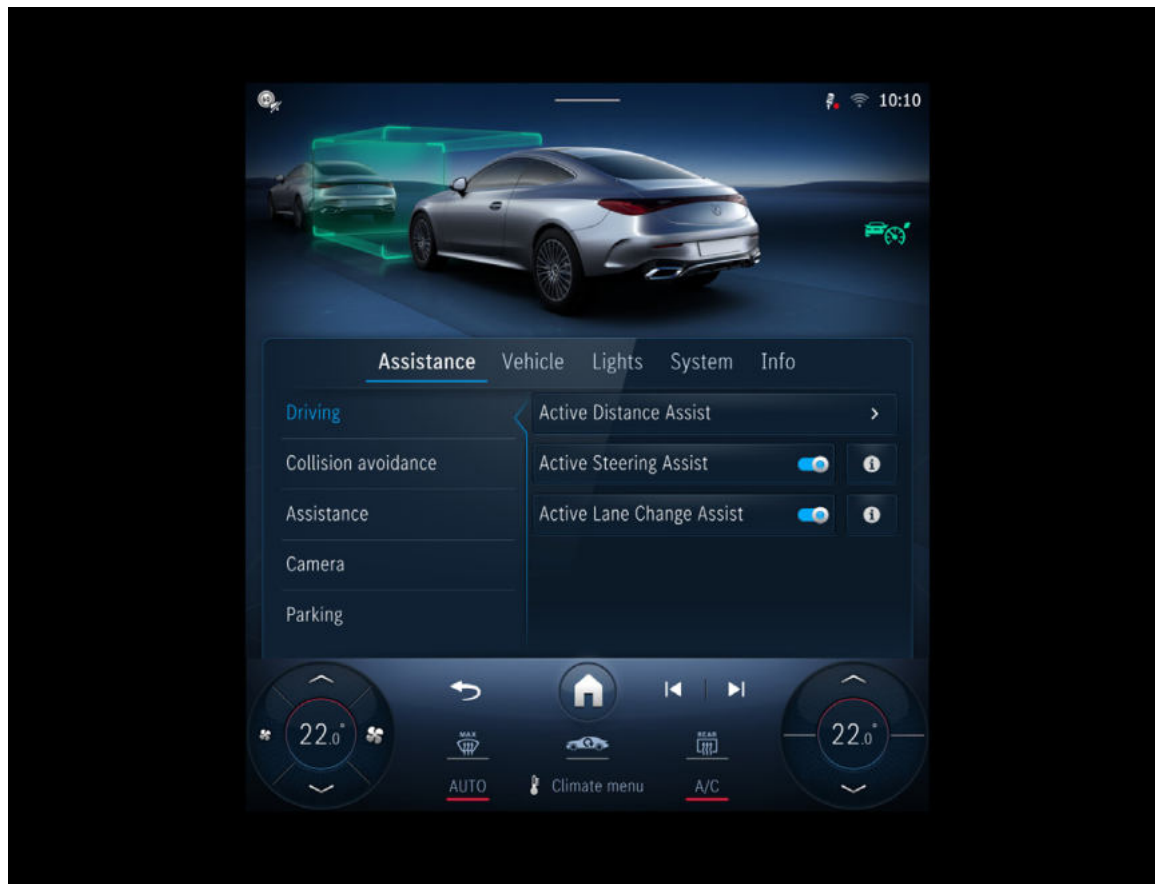 10:10
Assistance Vehicle Lights System Info
Driving
Active Distance Assist
Collision avoidance
Active Steering Assist
Assistance
Active Lane Change Assist
Camera
Parking
22.0°
22.0°
MAX
REAR
AUTO
Climate menu
A/C